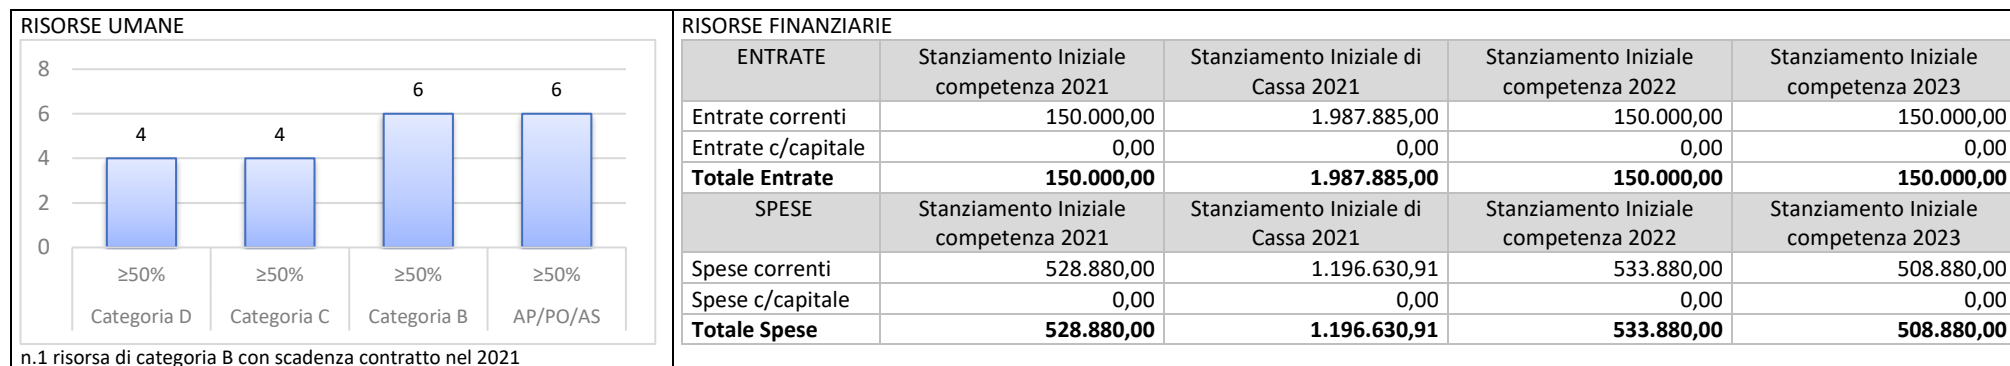 RISORSE UMANE
8
6
4
2
0
4
4
6
6
≥50%
≥50%
≥50%
≥50%
Categoria D
Categoria C
Categoria B
AP/PO/AS
n.1 risorsa di categoria B con scadenza contratto nel 2021
RISORSE FINANZIARIE
ENTRATE
Stanziamento Iniziale
competenza 2021
Stanziamento Iniziale di
Cassa 2021
Stanziamento Iniziale
competenza 2022
Stanziamento Iniziale
competenza 2023
Entrate correnti 150.000,00 1.987.885,00 150.000,00 150.000,00
Entrate c/capitale 0,00 0,00 0,00 0,00
Totale Entrate 150.000,00 1.987.885,00 150.000,00 150.000,00
SPESE
Stanziamento Iniziale
competenza 2021
Stanziamento Iniziale di
Cassa 2021
Stanziamento Iniziale
competenza 2022
Stanziamento Iniziale
competenza 2023
Spese correnti 528.880,00 1.196.630,91 533.880,00 508.880,00
Spese c/capitale 0,00 0,00 0,00 0,00
Totale Spese 528.880,00 1.196.630,91 533.880,00 508.880,00